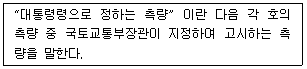 “대통령령으로 정하는 측량” 이란 다음 각 호의
측량 중 국토교통부장관이 지정하여 고시하는 측
량을 말한다.